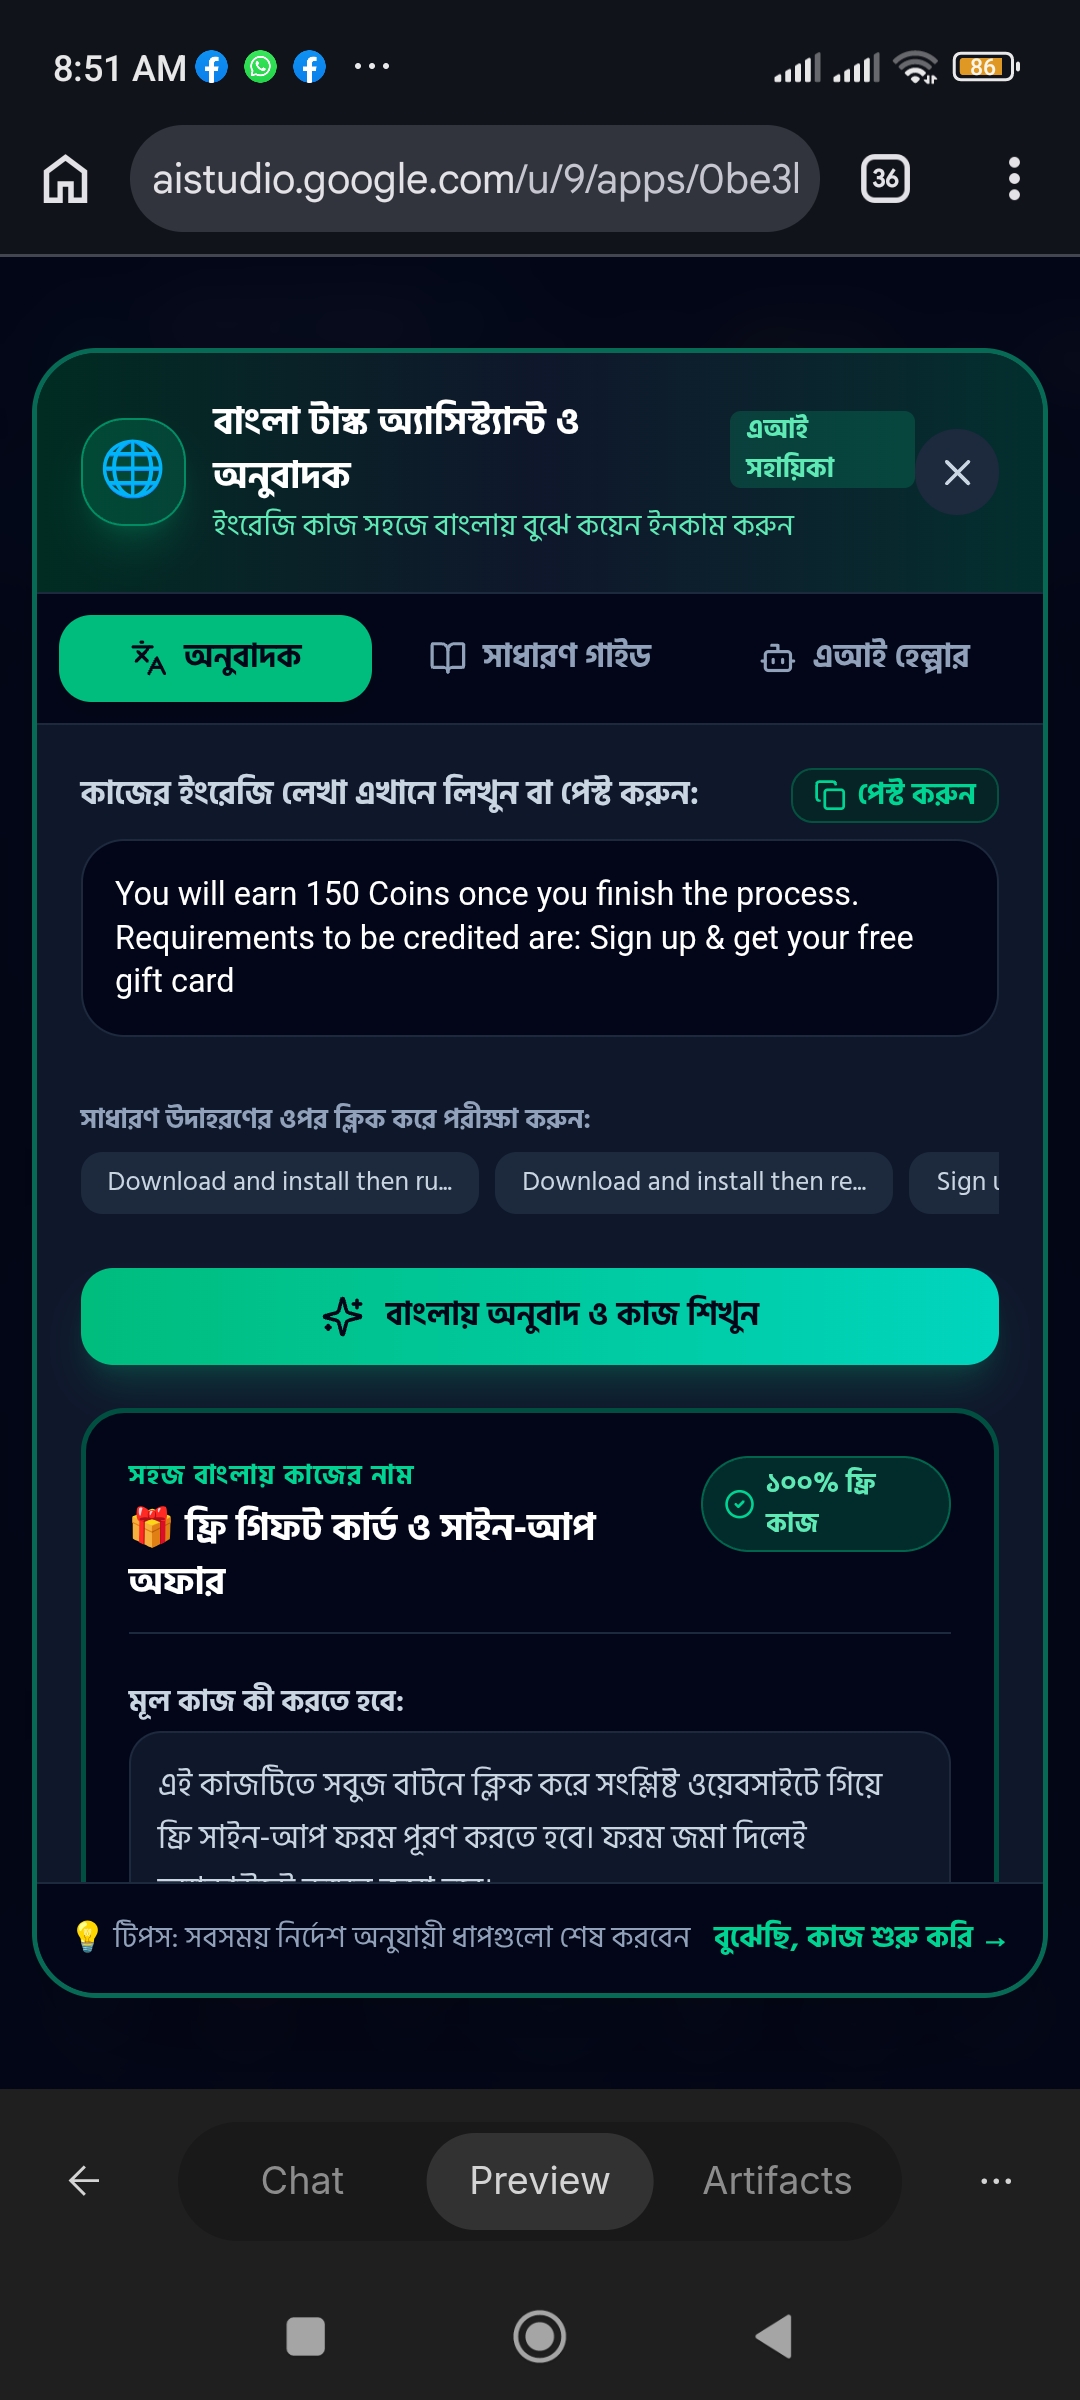 8:51 AM
86
aistudio.google.com/u/9/apps/0be3l
36
বাংলা টাস্ক অ্যাসিস্ট্যান্ট ও
অনুবাদক
এআই
সহায়িকা
ইংরেজি কাজ সহজে বাংলায় বুঝে কয়েন ইনকাম করুন
অনুবাদক
সাধারণ গাইড
এআই হেল্পার
কাজের ইংরেজি লেখা এখানে লিখুন বা পেস্ট করুন:
পেস্ট করুন
You will earn 150 Coins once you finish the process.
Requirements to be credited are: Sign up & get your free
gift card
সাধারণ উদাহরণের ওপর ক্লিক করে পরীক্ষা করুন:
Download and install then ru...
Download and install then re...
Sign u
বাংলায় অনুবাদ ও কাজ শিখুন
সহজ বাংলায় কাজের নাম
🎁 ফ্রি গিফট কার্ড ও সাইন-আপ
অফার
১০০% ফ্রি
কাজ
মূল কাজ কী করতে হবে:
এই কাজটিতে সবুজ বাটনে ক্লিক করে সংশ্লিষ্ট ওয়েবসাইটে গিয়ে
ফ্রি সাইন-আপ ফরম পূরণ করতে হবে। ফরম জমা দিলেই
💡 টিপস: সবসময় নির্দেশ অনুযায়ী ধাপগুলো শেষ করবেন
বুঝেছি, কাজ শুরু করি →
Chat
Preview
Artifacts